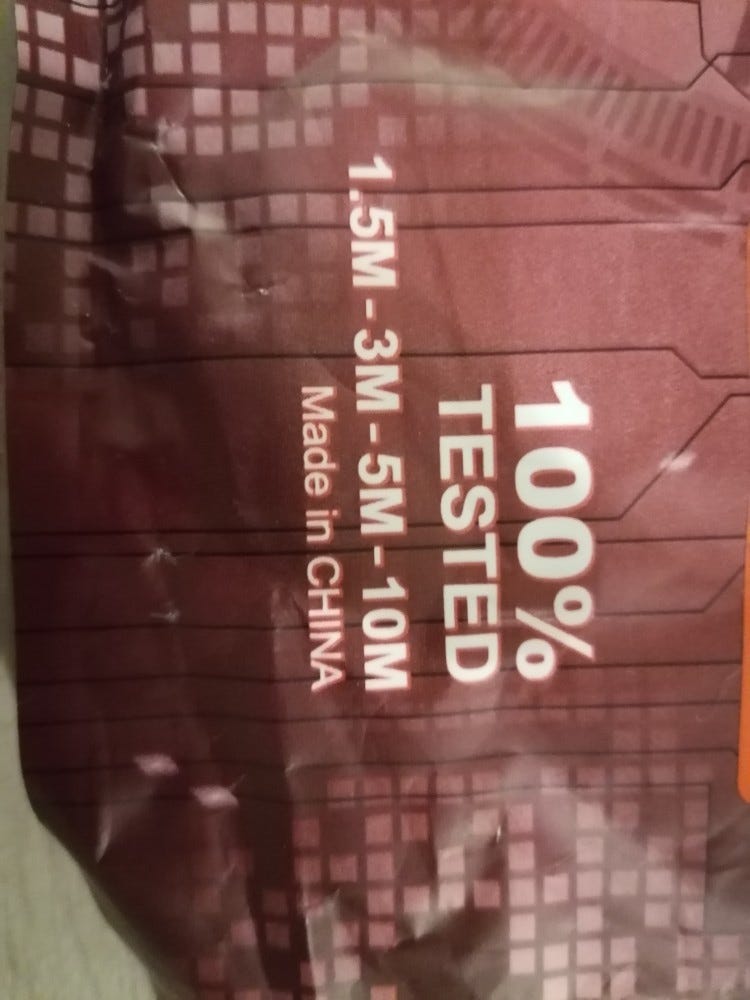 100%
TESTED
1.5M - 3M - 5M - 10M
Made in CHINA